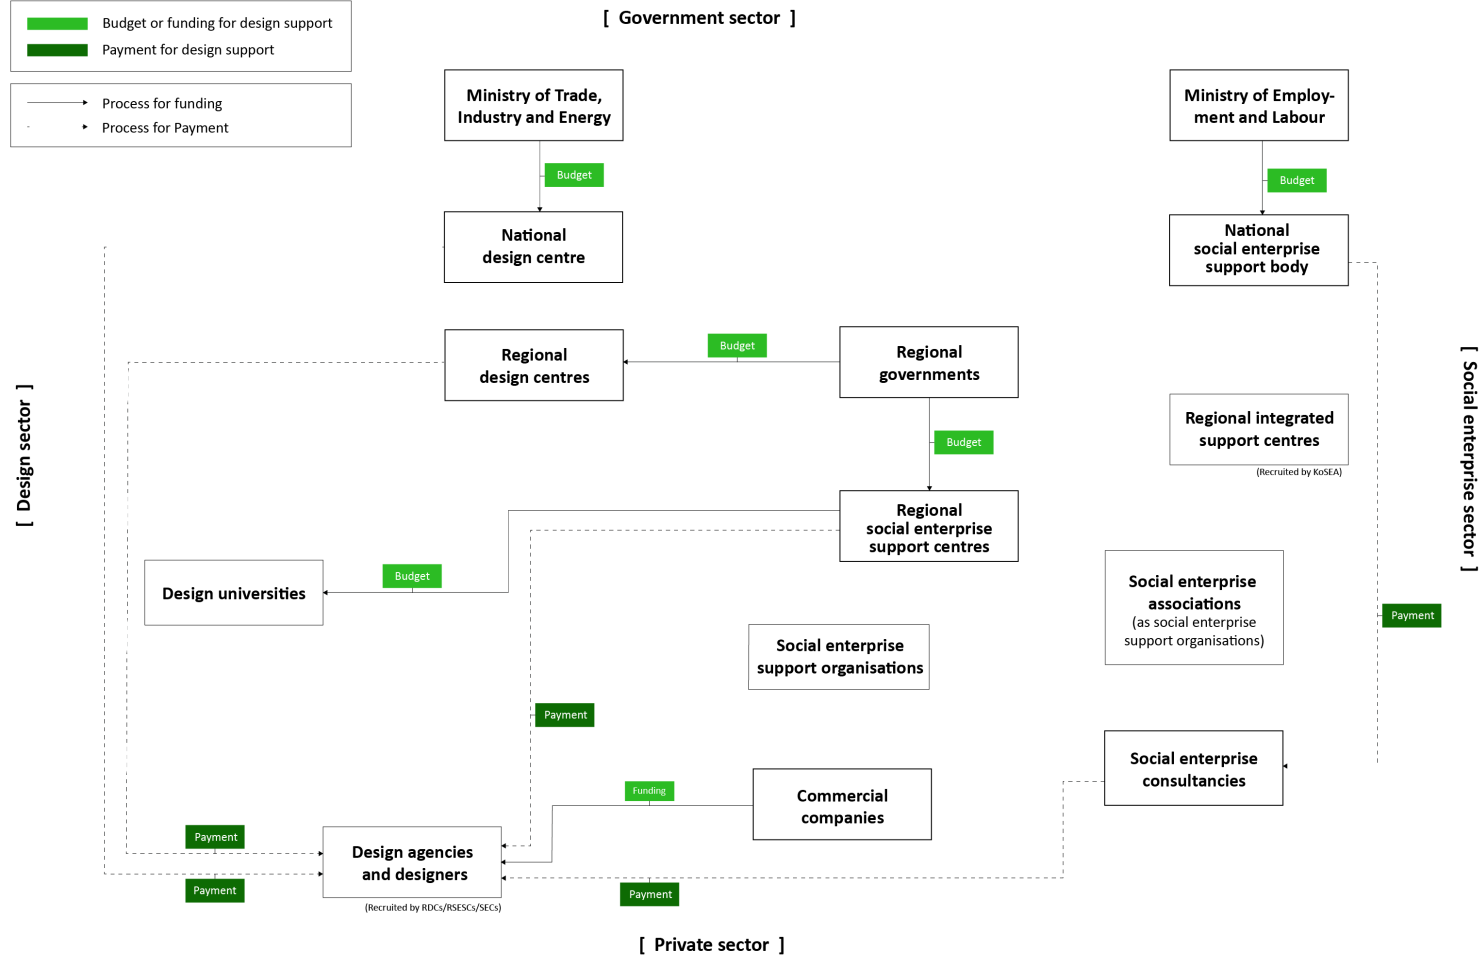 Budget or funding for design support
Payment for design support
Process for funding
Process for Payment
[ Government sector ]
Ministry of Trade,
Industry and Energy
Budget
National
design centre
Ministry of Employ-
ment and Labour
Budget
National
social enterprise
support body
Regional
design centres
Budget
Regional
governments
Budget
Regional
social enterprise
support centres
Regional integrated
support centres
(Recruited by KoSEA)
[ Design sector ]
[ Social enterprise sector ]
Design universities
Budget
Social enterprise
associations
(as social enterprise
support organisations)
Payment
Social enterprise
support organisations
Payment
Social enterprise
consultancies
Funding
Commercial
companies
Payment
Payment
Design agencies
and designers
(Recruited by RDCs/RSESCs/SECs)
Payment
[ Private sector ]